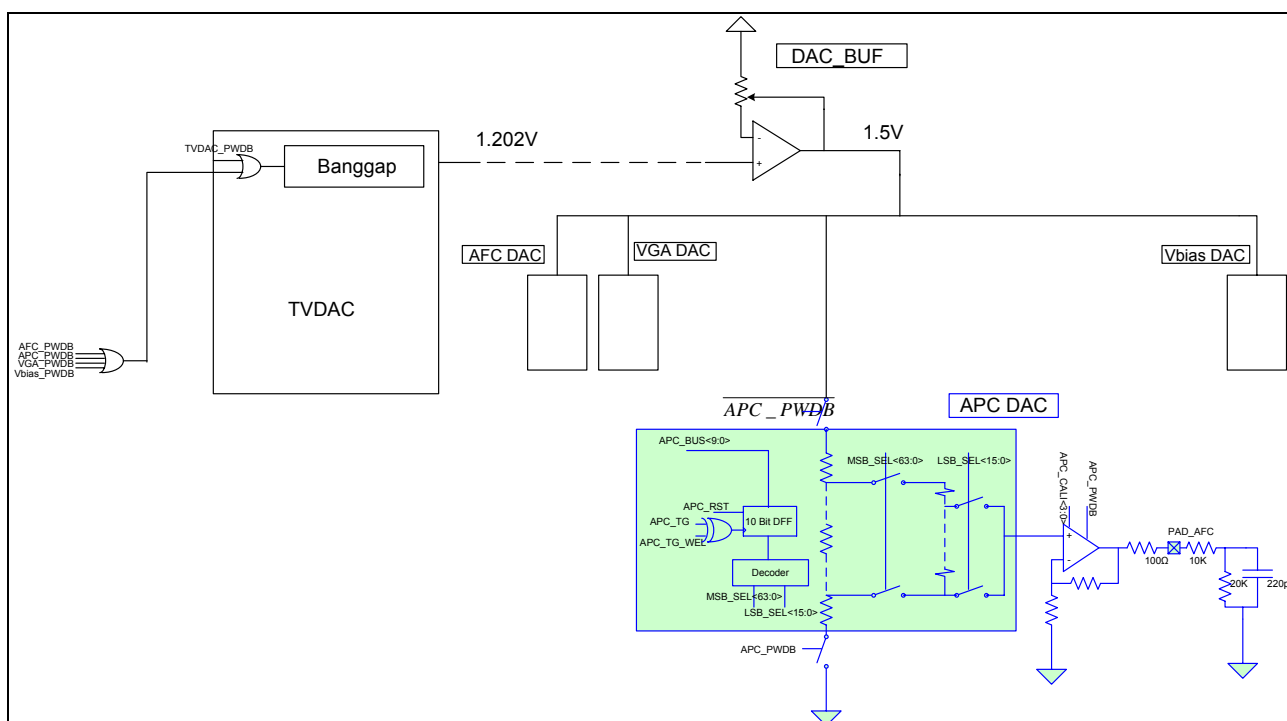 DAC_BUF
1.202V
1.5V
TVDAC_PWDB
Banggap
AFC DAC
VGA DAC
Vbias DAC
TVDAC
AFC_PWDB
APC_PWDB
VGA_PWDB
Vbias_PWDB
APC_PWDB
APC DAC
APC_BUS<9:0>
MSB_SEL<63:0>
LSB_SEL<15:0>
APC_CALI<3:0>
APC_PWDB
APC_RST
APC_TG
10 Bit DFF
APC_TG_WEL
+
-
PAD_AFC
100Ω
10K
Decoder
20K
220p
MSB_SEL<63:0>
LSB_SEL<15:0>
APC_PWDB
-
+